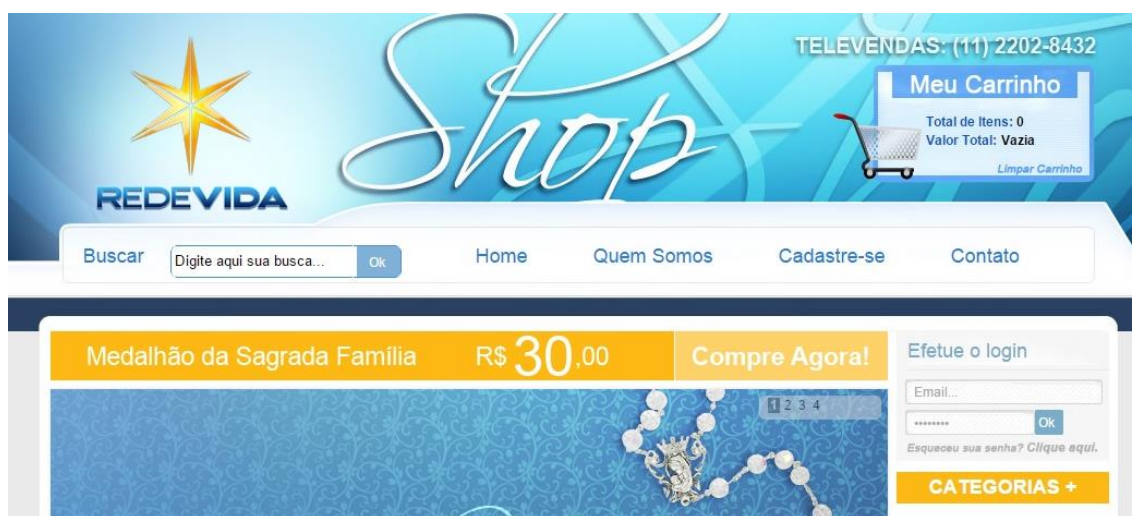 Shop
TELEVENDAS: (11) 2202-8432
Meu Carrinho
Total de Itens: 0
Valor Total: Vazia
Limpar Carrinho
REDEVIDA
Buscar
Digite aqui sua busca...
Ok
Home
Quem Somos
Cadastre-se
Contato
Medalhão da Sagrada Família R$ 30,00 Compre Agora!
1 2 3 4
Efetue o login
Email...
••••••••
Ok
Esqueceu sua senha? Clique aqui.
CATEGORIAS +